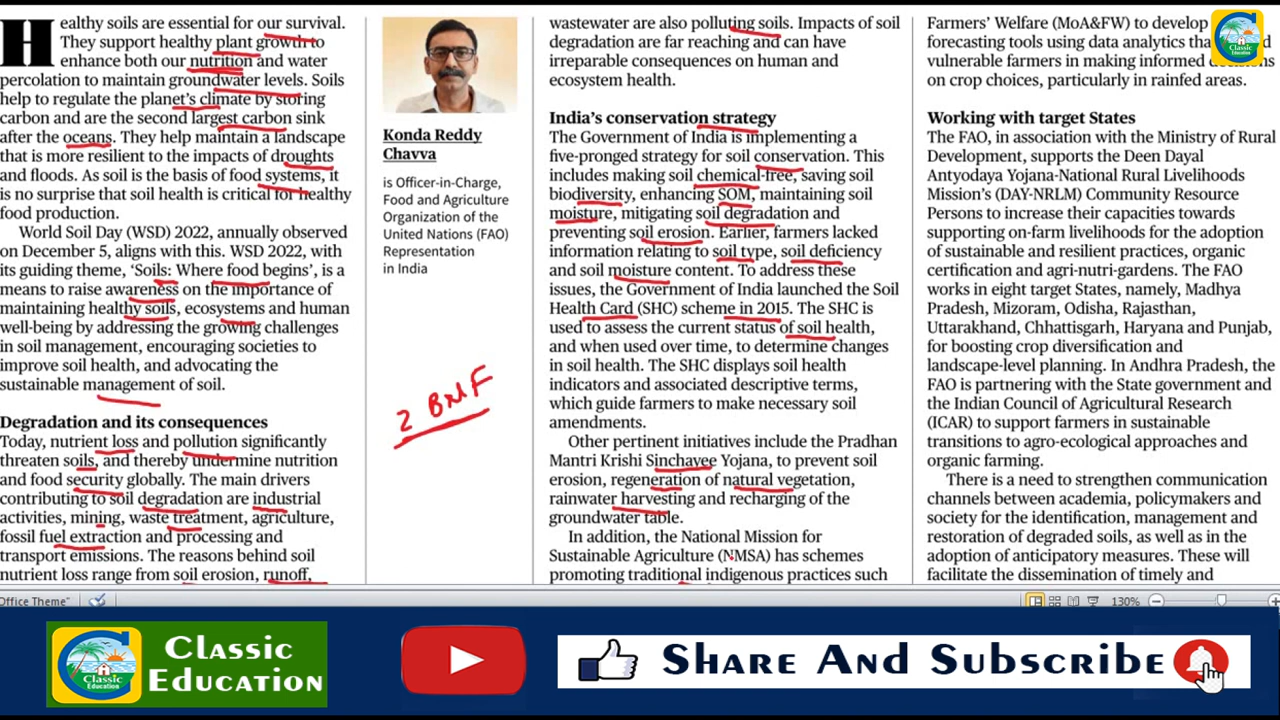 Healthy soils are essential for our survival.
They support healthy plant growth to
enhance both our nutrition and water
percolation to maintain groundwater levels. Soils
help to regulate the planet's climate by storing
carbon and are the second largest carbon sink
after the oceans. They help maintain a landscape
that is more resilient to the impacts of droughts
and floods. As soil is the basis of food systems, it
is no surprise that soil health is critical for healthy
food production.
World Soil Day (WSD) 2022, annually observed
on December 5, aligns with this. WSD 2022, with
its guiding theme, 'Soils: Where food begins', is a
means to raise awareness on the importance of
maintaining healthy soils, ecosystems and human
well-being by addressing the growing challenges
in soil management, encouraging societies to
improve soil health, and advocating the
sustainable management of soil.
Degradation and its consequences
Today, nutrient loss and pollution significantly
threaten soils, and thereby undermine nutrition
and food security globally. The main drivers
contributing to soil degradation are industrial
activities, mining, waste treatment, agriculture,
fossil fuel extraction and processing and
transport emissions. The reasons behind soil
nutrient loss range from soil erosion, runoff,
Konda Reddy
Chavva
is Officer-in-Charge,
Food and Agriculture
Organization of the
United Nations (FAO)
Representation
in India
2 BNF
wastewater are also polluting soils. Impacts of soil
degradation are far reaching and can have
irreparable consequences on human and
ecosystem health.
India's conservation strategy
The Government of India is implementing a
five-pronged strategy for soil conservation. This
includes making soil chemical-free, saving soil
biodiversity, enhancing SOM, maintaining soil
moisture, mitigating soil degradation and
preventing soil erosion. Earlier, farmers lacked
information relating to soil type, soil deficiency
and soil moisture content. To address these
issues, the Government of India launched the Soil
Health Card (SHC) scheme in 2015. The SHC is
used to assess the current status of soil health,
and when used over time, to determine changes
in soil health. The SHC displays soil health
indicators and associated descriptive terms,
which guide farmers to make necessary soil
amendments.
Other pertinent initiatives include the Pradhan
Mantri Krishi Sinchayee Yojana, to prevent soil
erosion, regeneration of natural vegetation,
rainwater harvesting and recharging of the
groundwater table.
In addition, the National Mission for
Sustainable Agriculture (NMSA) has schemes
promoting traditional indigenous practices such
Farmers' Welfare (MoA&FW) to develop
forecasting tools using data analytics
vulnerable farmers in making informed
on crop choices, particularly in rainfed areas.
Working with target States
The FAO, in association with the Ministry of Rural
Development, supports the Deen Dayal
Antyodaya Yojana-National Rural Livelihoods
Mission's (DAY-NRLM) Community Resource
Persons to increase their capacities towards
supporting on-farm livelihoods for the adoption
of sustainable and resilient practices, organic
certification and agri-nutri-gardens. The FAO
works in eight target States, namely, Madhya
Pradesh, Mizoram, Odisha, Rajasthan,
Uttarakhand, Chhattisgarh, Haryana and Punjab,
for boosting crop diversification and
landscape-level planning. In Andhra Pradesh, the
FAO is partnering with the State government and
the Indian Council of Agricultural Research
(ICAR) to support farmers in sustainable
transitions to agro-ecological approaches and
organic farming.
There is a need to strengthen communication
channels between academia, policymakers and
society for the identification, management and
restoration of degraded soils, as well as in the
adoption of anticipatory measures. These will
facilitate the dissemination of timely and
Classic
Education
Office Theme"
130%
Classic
Education
Classic
Education
Share And Subscribe